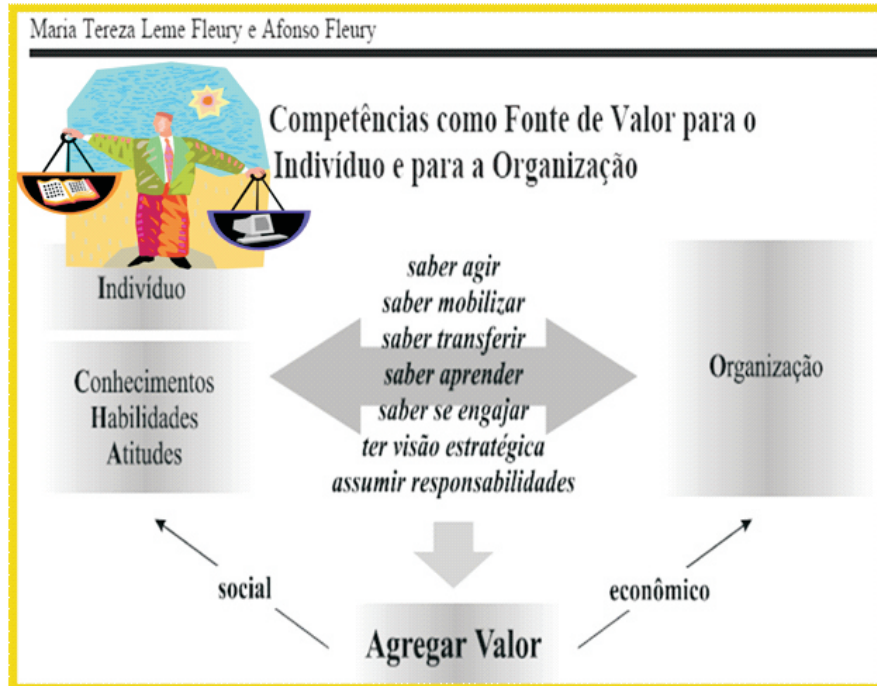 Maria Tereza Leme Fleury e Afonso Fleury
Competências como Fonte de Valor para o
Indivíduo e para a Organização
Indivíduo
Conhecimentos
Habilidades
Atitudes
saber agir
saber mobilizar
saber transferir
saber aprender
saber se engajar
ter visão estratégica
assumir responsabilidades
Organização
social
econômico
Agregar Valor